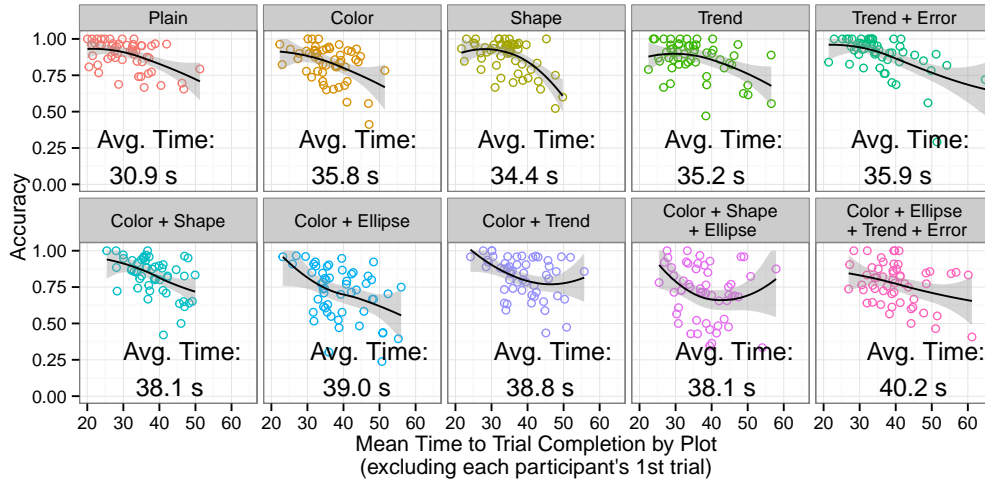 Plain Color Shape Trend Trend + Error
1.00
0.75
0.50
0.25
0.00
Avg. Time: Avg. Time: Avg. Time: Avg. Time: Avg. Time:
30.9 s 35.8 s 34.4 s 35.2 s 35.9 s
Accuracy
Color + Shape Color + Ellipse Color + Trend Color + Shape + Ellipse Color + Ellipse + Trend + Error
1.00
0.75
0.50
0.25
0.00
Avg. Time: Avg. Time: Avg. Time: Avg. Time: Avg. Time:
38.1 s 39.0 s 38.8 s 38.1 s 40.2 s
20 30 40 50 60 20 30 40 50 60 20 30 40 50 60 20 30 40 50 60 20 30 40 50 60
Mean Time to Trial Completion by Plot
(excluding each participant's 1st trial)